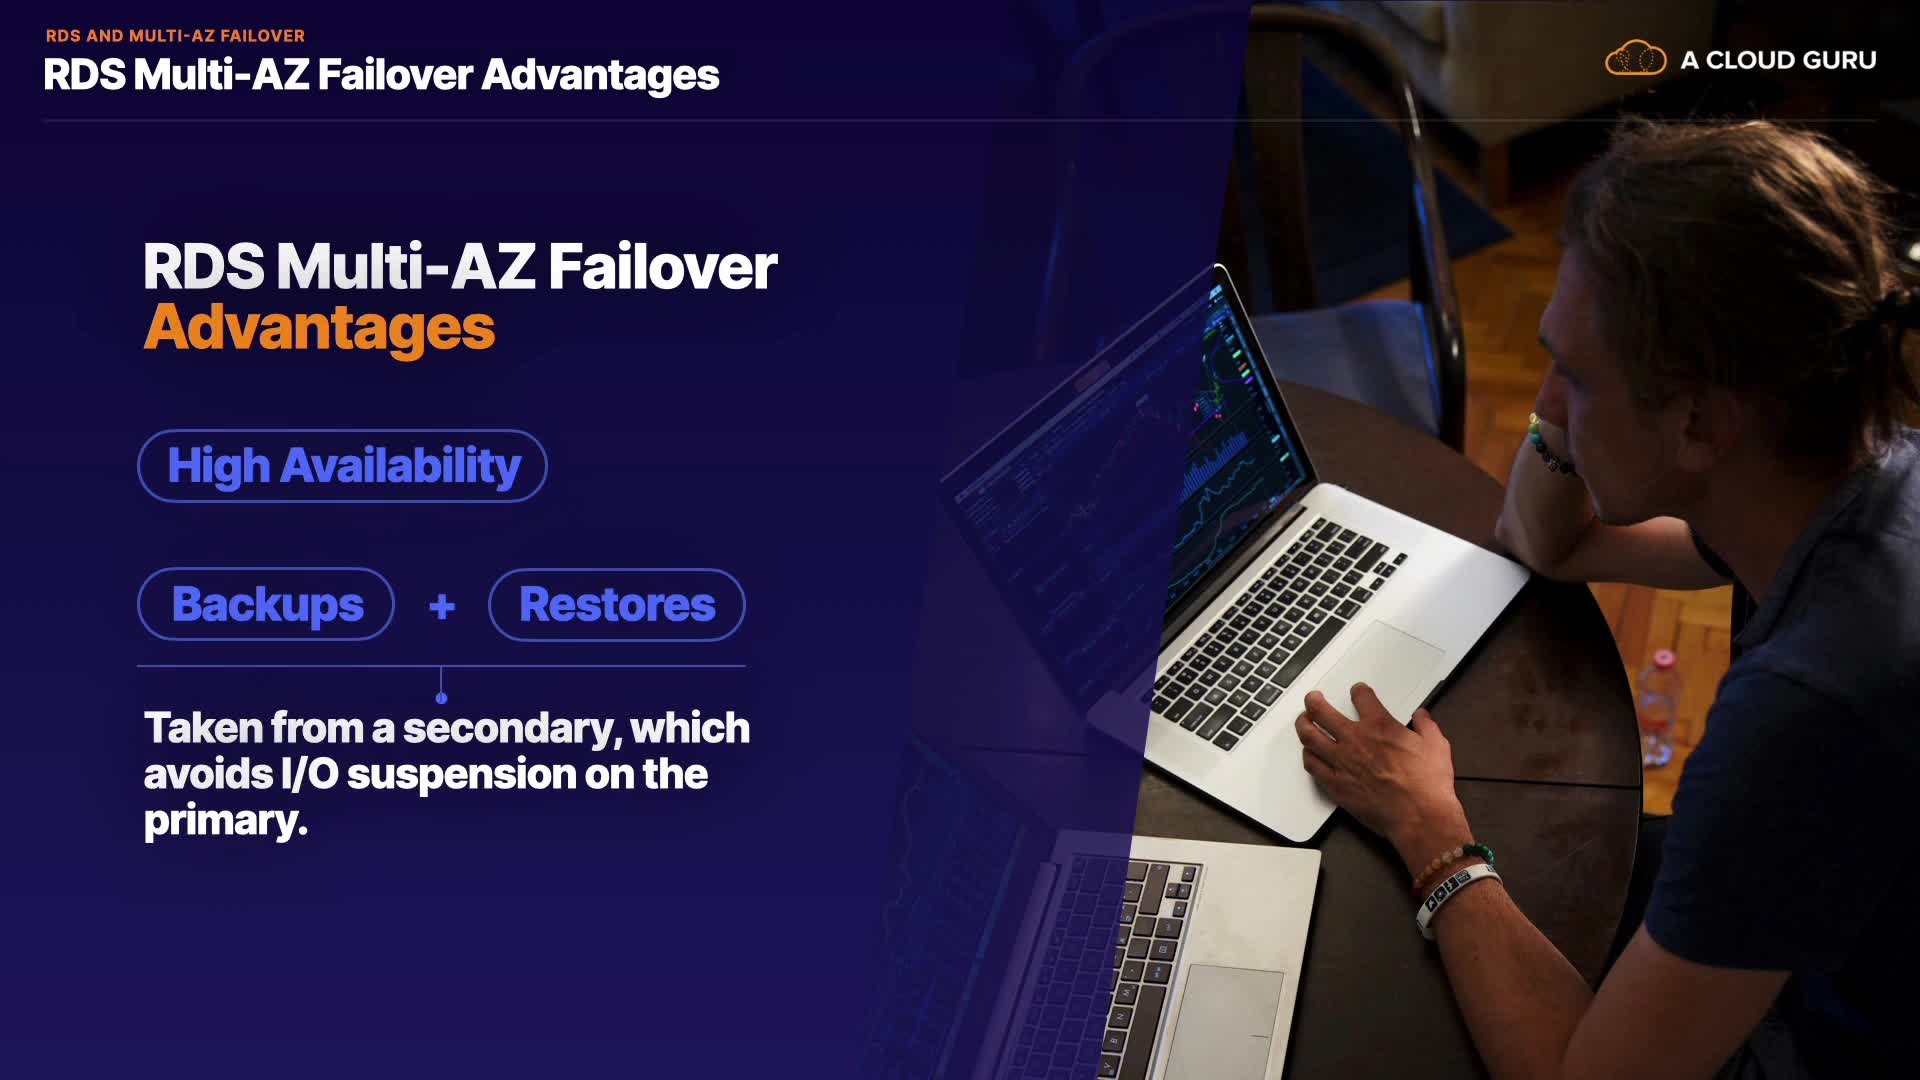 RDS AND MULTI-AZ FAILOVER
RDS Multi-AZ Failover Advantages
A CLOUD GURU
RDS Multi-AZ Failover
Advantages
High Availability
Backups + Restores
Taken from a secondary, which
avoids I/O suspension on the
primary.